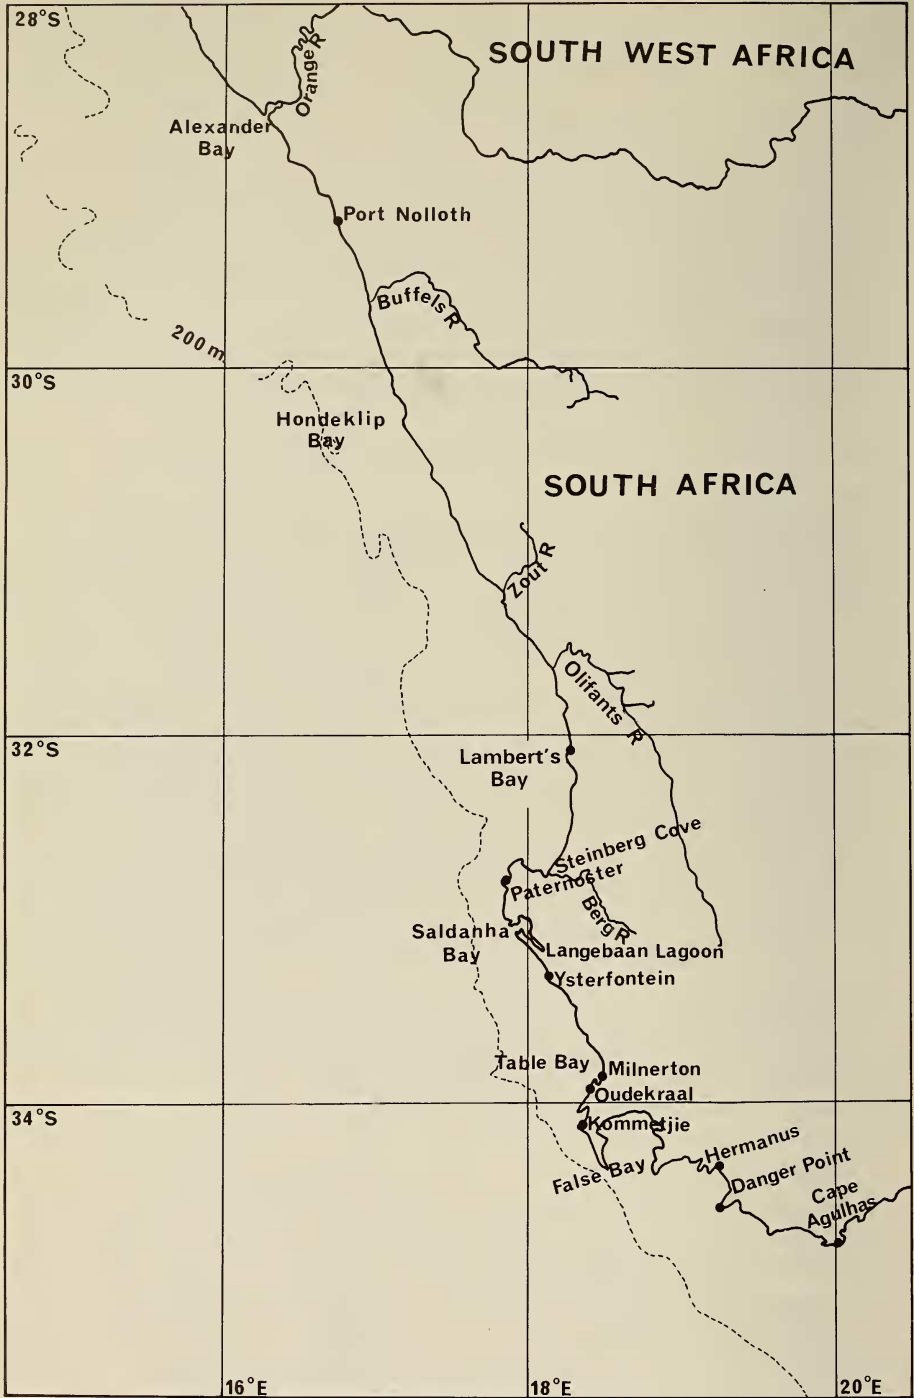 28°S
SOUTH WEST AFRICA
Orange R
Alexander
Bay
Port Nolloth
Buffels R
200 m
30°S
Hondeklip
Bay
SOUTH AFRICA
Zout R
Olifants R
32°S
Lambert's
Bay
Steinberg Cove
Paternoster
Berg R
Saldanha
Bay
Langebaan Lagoon
Ysterfontein
Table Bay
Milnerton
Oudekraal
34°S
Kommetjie
Hermanus
False Bay
Danger Point
Cape
Agulhas
16°E
18°E
20°E